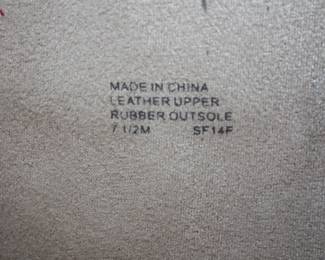 MADE IN CHINA
LEATHER UPPER
RUBBER OUTSOLE
7 1/2M SF14F